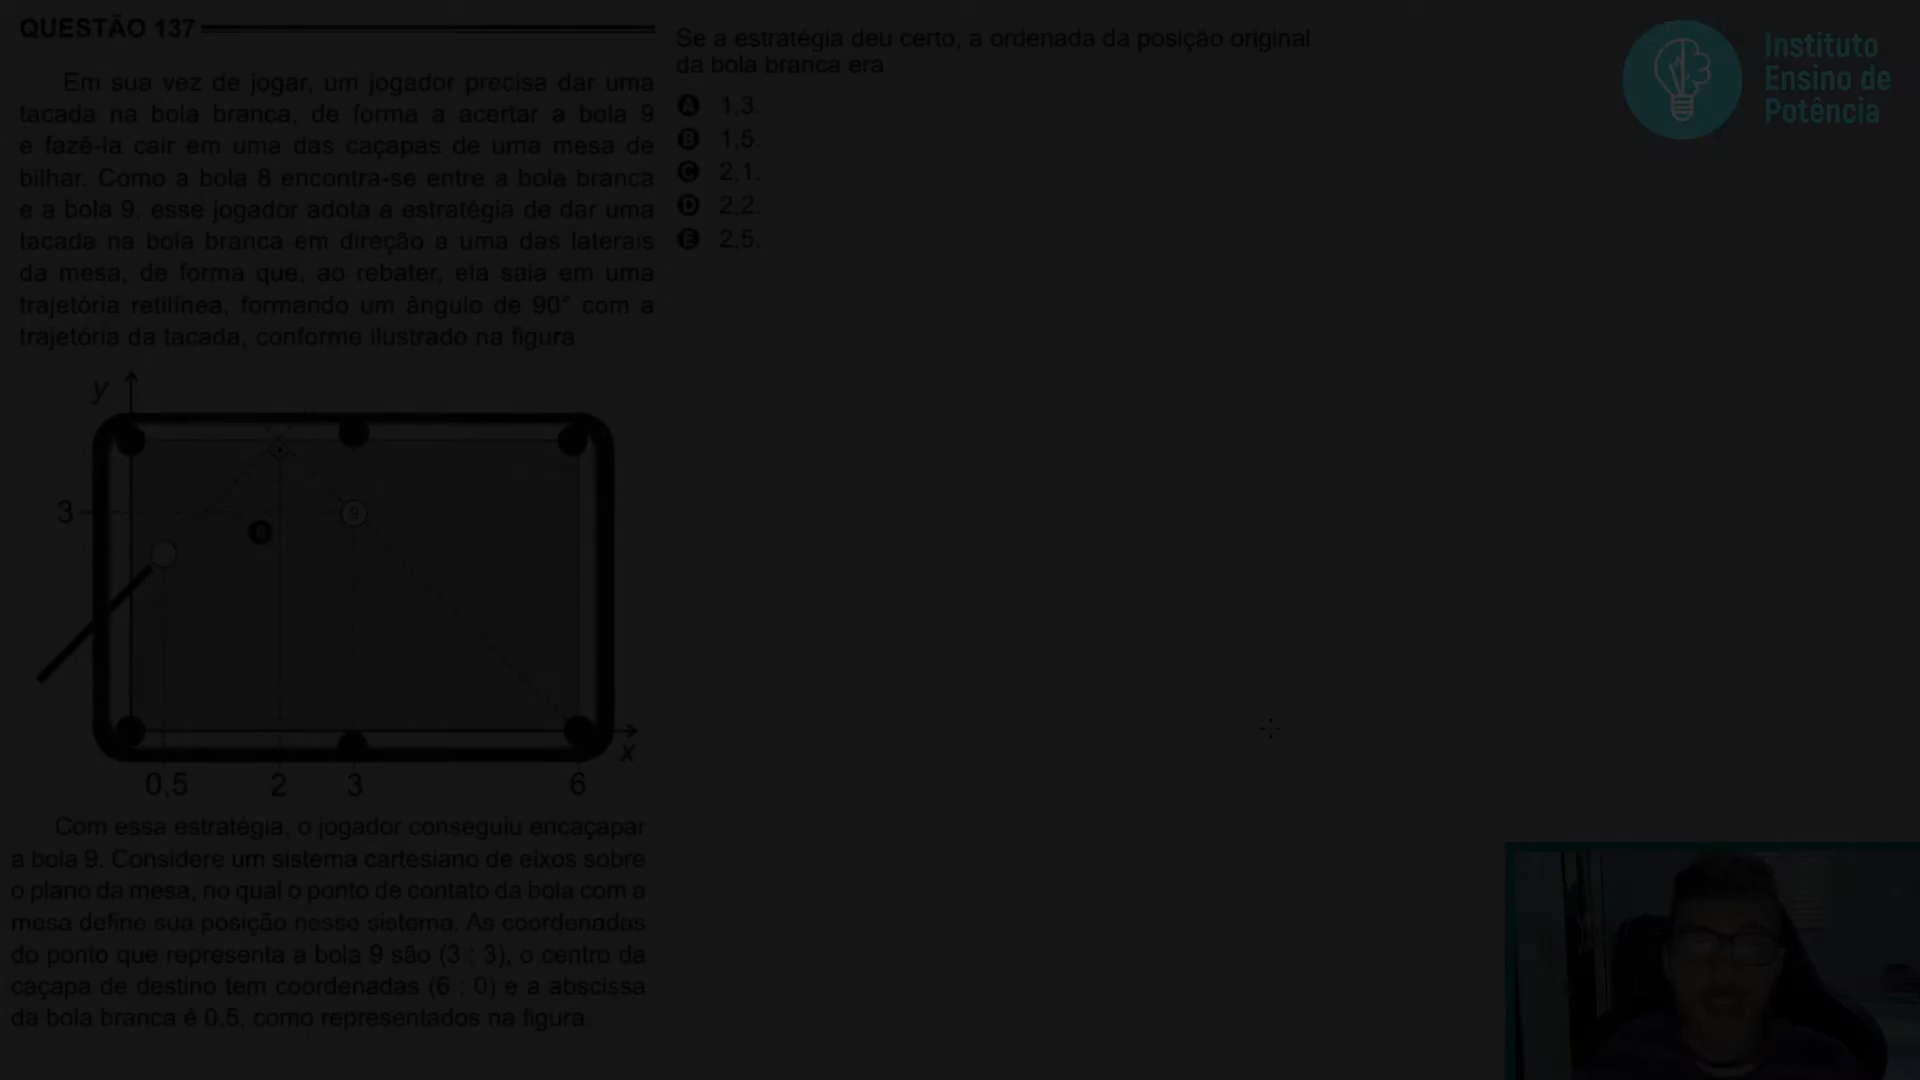 QUESTÃO 137
Em sua vez de jogar, um jogador precisa dar uma
tacada na bola branca, de forma a acertar a bola 9
e fazê-la cair em uma das caçapas de uma mesa de
bilhar. Como a bola 8 encontra-se entre a bola branca
e a bola 9, esse jogador adota a estratégia de dar uma
tacada na bola branca em direção a uma das laterais
da mesa, de forma que, ao rebater, ela saia em uma
trajetória retilínea, formando um ângulo de 90° com a
trajetória da tacada, conforme ilustrado na figura
y
3
9
8
x
0,5 2 3 6
Com essa estratégia, o jogador conseguiu encaçapar
a bola 9. Considere um sistema cartesiano de eixos sobre
o plano da mesa, no qual o ponto de contato da bola com a
mesa define sua posição nesse sistema. As coordenadas
do ponto que representa a bola 9 são (3 ; 3), o centro da
caçapa de destino tem coordenadas (6 ; 0) e a abscissa
da bola branca é 0,5, como representados na figura.
Se a estratégia deu certo, a ordenada da posição original
da bola branca era
A 1,3.
B 1,5.
C 2,1.
D 2,2.
E 2,5.
Instituto
Ensino de
Potência